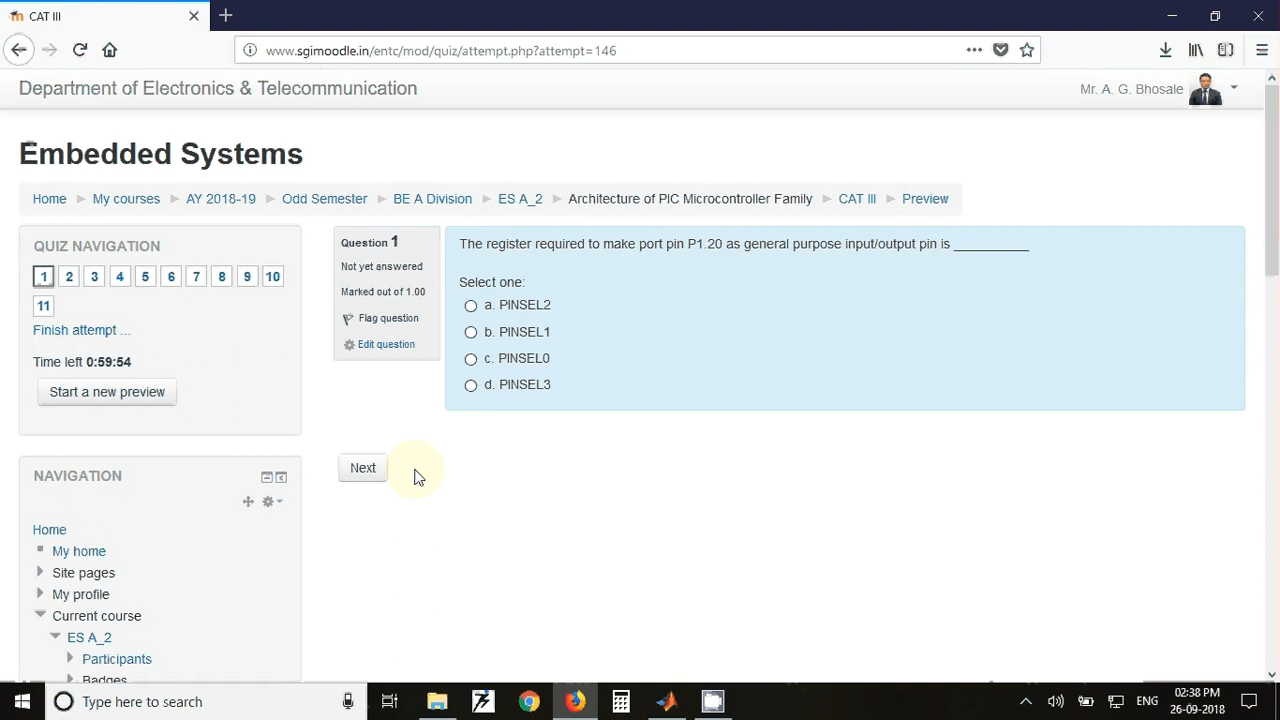 CAT III
www.sgimoodle.in/entc/mod/quiz/attempt.php?attempt=146
Department of Electronics & Telecommunication
Mr. A. G. Bhosale
Embedded Systems
Home My courses AY 2018-19 Odd Semester BE A Division ES A_2 Architecture of PIC Microcontroller Family CAT III Preview
QUIZ NAVIGATION
1 2 3 4 5 6 7 8 9 10
11
Finish attempt ...
Time left 0:59:54
Start a new preview
Question 1
Not yet answered
Marked out of 1.00
Flag question
Edit question
The register required to make port pin P1.20 as general purpose input/output pin is __________
Select one:
a. PINSEL2
b. PINSEL1
c. PINSEL0
d. PINSEL3
Next
NAVIGATION
Home
My home
Site pages
My profile
Current course
ES A_2
Participants
Badges
Type here to search
ENG
02:38 PM
26-09-2018